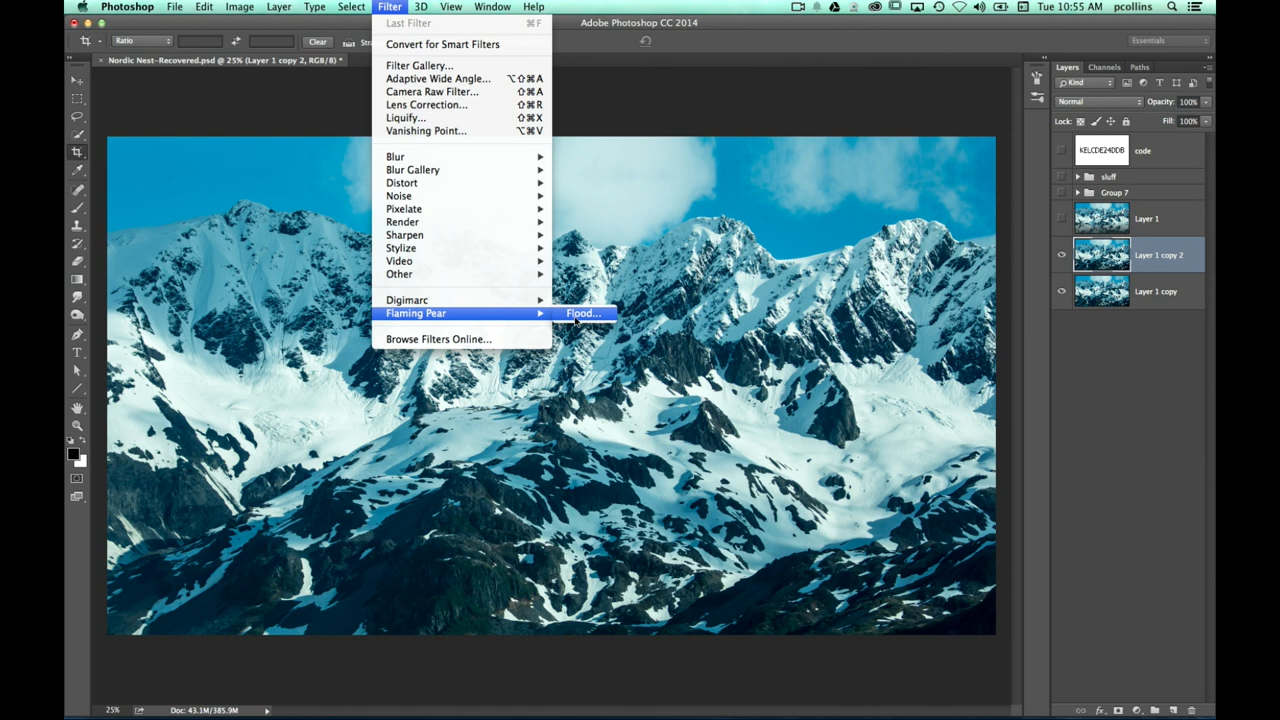 Photoshop File Edit Image Layer Type Select Filter 3D View Window Help Tue 10:55 AM pcollins
Adobe Photoshop CC 2014
Ratio Clear Essentials
× Nordic Nest-Recovered.psd @ 25% (Layer 1 copy 2, RGB/8) *
Last Filter ⌘F
Convert for Smart Filters
Filter Gallery...
Adaptive Wide Angle... ⌥⇧⌘A
Camera Raw Filter... ⇧⌘A
Lens Correction... ⇧⌘R
Liquify... ⇧⌘X
Vanishing Point... ⌥⌘V
Blur
Blur Gallery
Distort
Noise
Pixelate
Render
Sharpen
Stylize
Video
Other
Digimarc
Flaming Pear
Flood...
Browse Filters Online...
Layers Channels Paths
Kind
Normal Opacity: 100%
Lock: Fill: 100%
KELCDE24DDB code
sluff
Group 7
Layer 1
Layer 1 copy 2
Layer 1 copy
25% Doc: 43.1M/385.9M